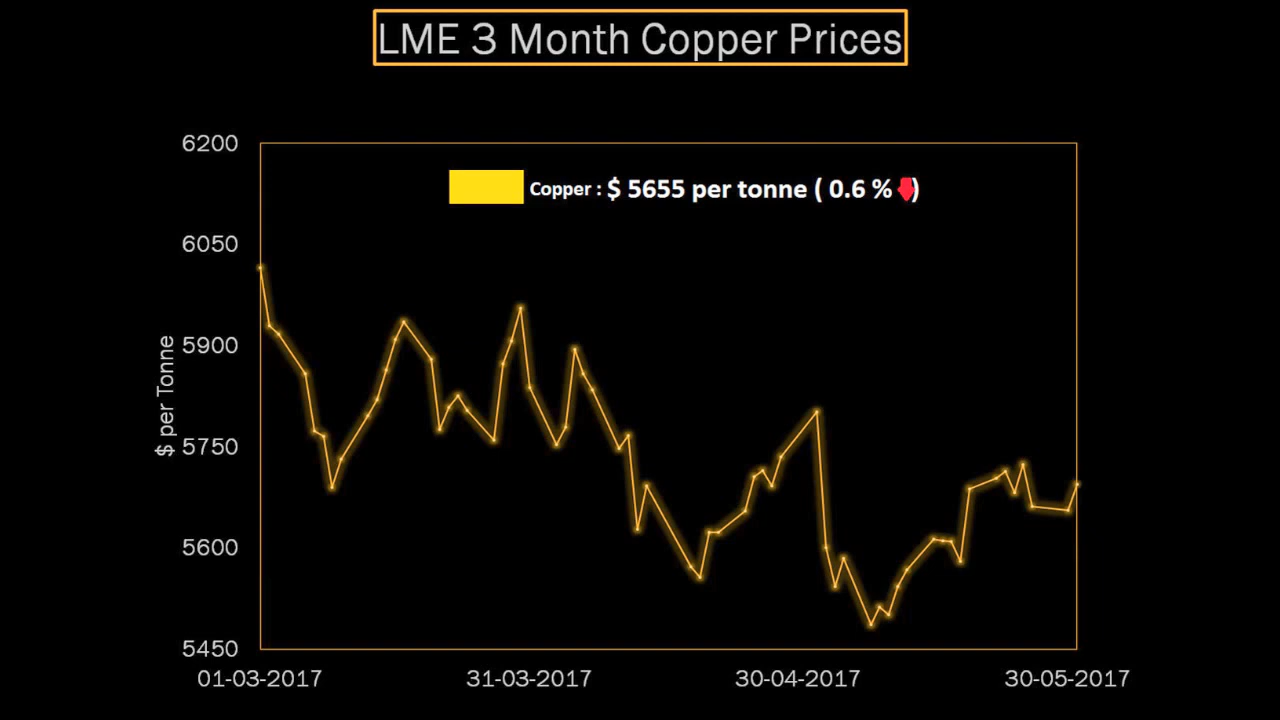 LME 3 Month Copper Prices
6200
Copper : $ 5655 per tonne ( 0.6 % )
6050
5900
$ per Tonne
5750
5600
5450
01-03-2017 31-03-2017 30-04-2017 30-05-2017